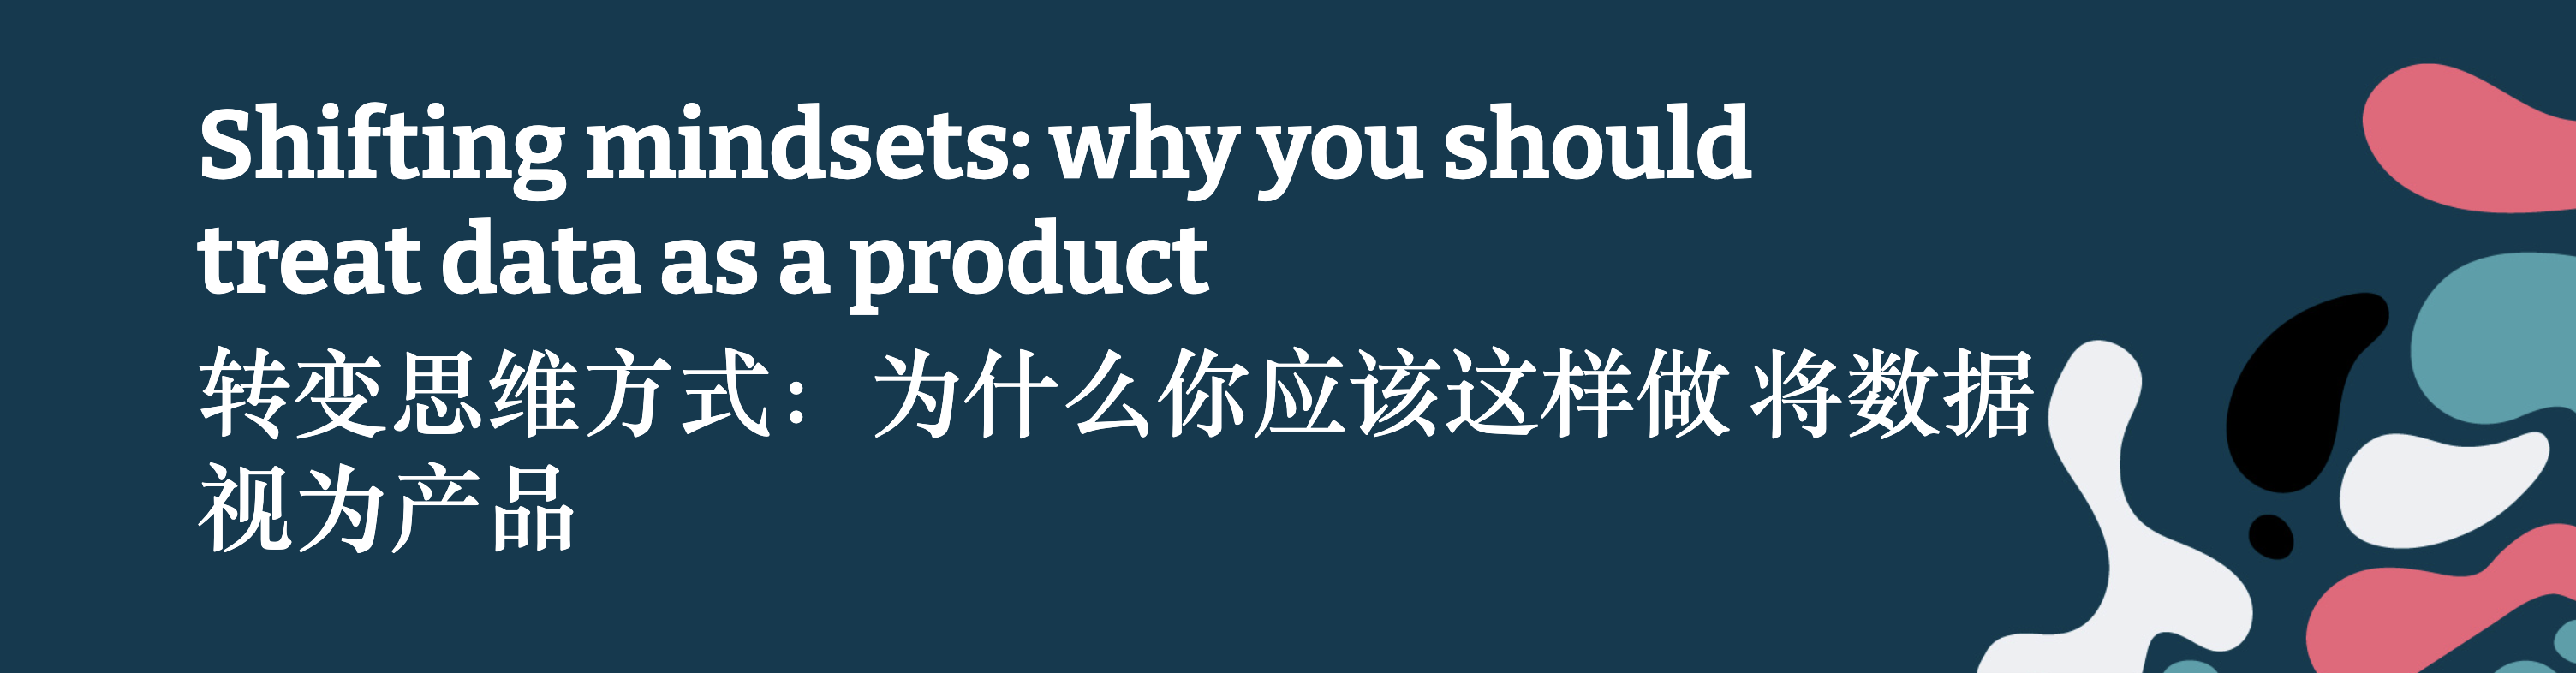 Shifting mindsets: why you should
treat data as a product
转变思维方式： 为什么你应该这样做 将数据
视为产品